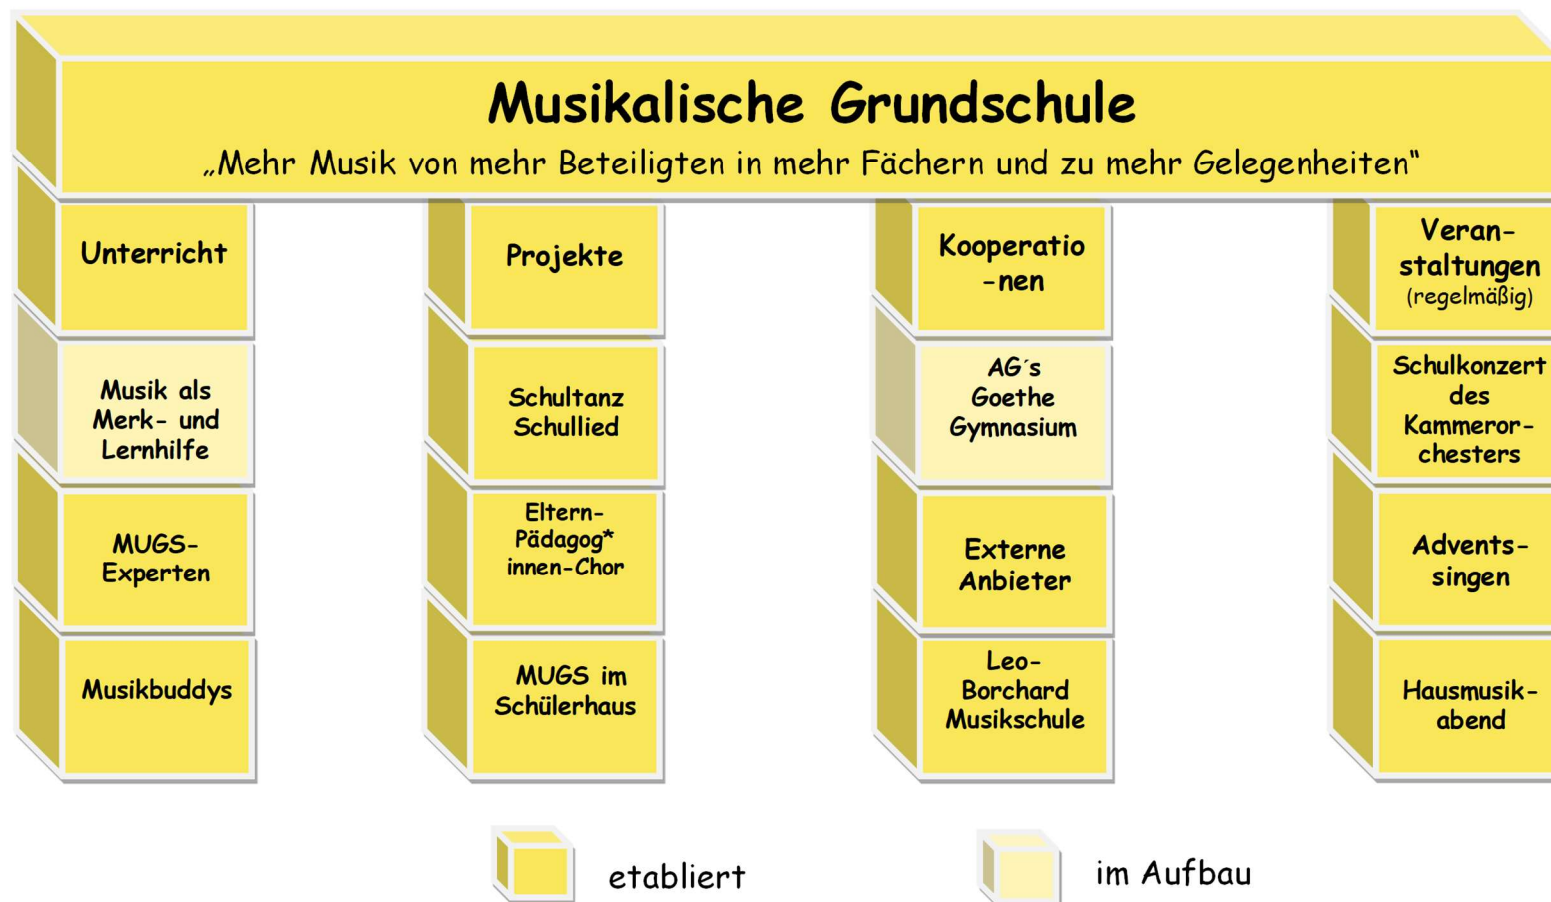 Musikalische Grundschule
„Mehr Musik von mehr Beteiligten in mehr Fächern und zu mehr Gelegenheiten“
Unterricht
Musik als
Merk- und
Lernhilfe
MUGS-
Experten
Musikbuddys
Projekte
Schultanz
Schullied
Eltern-
Pädagog*
innen-Chor
MUGS im
Schülerhaus
Kooperatio
-nen
AG´s
Goethe
Gymnasium
Externe
Anbieter
Leo-
Borchard
Musikschule
Veran-
staltungen
(regelmäßig)
Schulkonzert
des
Kammeror-
chesters
Advents-
singen
Hausmusik-
abend
etabliert
im Aufbau